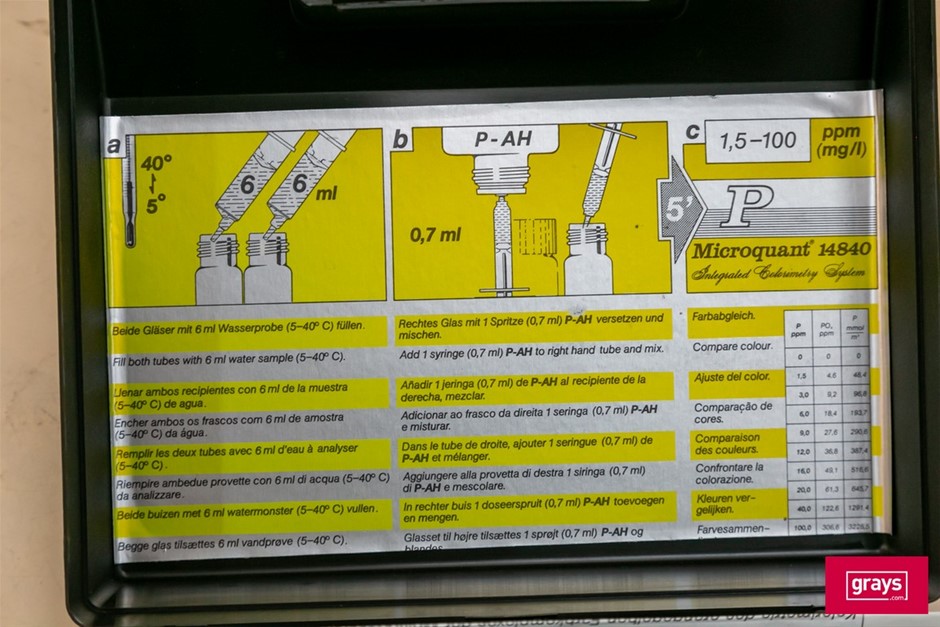 a
40°
5°
6
6
ml
b
P-AH
0,7 ml
5'
c
1,5–100
ppm
(mg/l)
P
Microquant® 14840
Integrated Colorimetry System
Beide Gläser mit 6 ml Wasserprobe (5–40° C) füllen.
Fill both tubes with 6 ml water sample (5–40° C).
Llenar ambos recipientes con 6 ml de la muestra
(5–40° C) de agua.
Encher ambos os frascos com 6 ml de amostra
(5–40° C) da água.
Remplir les deux tubes avec 6 ml d'eau à analyser
(5–40° C).
Riempire ambedue provette con 6 ml di acqua (5–40° C)
da analizzare.
Beide buizen met 6 ml watermonster (5–40° C) vullen.
Begge glas tilsættes 6 ml vandprøve (5–40° C).
Rechtes Glas mit 1 Spritze (0,7 ml) P-AH versetzen und
mischen.
Add 1 syringe (0,7 ml) P-AH to right hand tube and mix.
Añadir 1 jeringa (0,7 ml) de P-AH al recipiente de la
derecha, mezclar.
Adicionar ao frasco da direita 1 seringa (0,7 ml) P-AH
e misturar.
Dans le tube de droite, ajouter 1 seringue (0,7 ml) de
P-AH et mélanger.
Aggiungere alla provetta di destra 1 siringa (0,7 ml)
di P-AH e mescolare.
In rechter buis 1 doseerspruit (0,7 ml) P-AH toevoegen
en mengen.
Glasset til højre tilsættes 1 sprøjt (0,7 ml) P-AH og
blandes
Farbabgleich.
Compare colour.
Ajuste del color.
Comparação de
cores.
Comparaison
des couleurs.
Confrontare la
colorazione.
Kleuren ver-
gelijken.
Farvesammen-
P ppm PO₄ ppm P mmol/m³
0 0 0
1,5 4,6 48,4
3,0 9,2 96,8
6,0 18,4 193,7
9,0 27,6 290,6
12,0 36,8 387,4
16,0 49,1 516,6
20,0 61,3 645,7
40,0 122,6 1291,4
100,0 306,6 3228,5
grays
.com